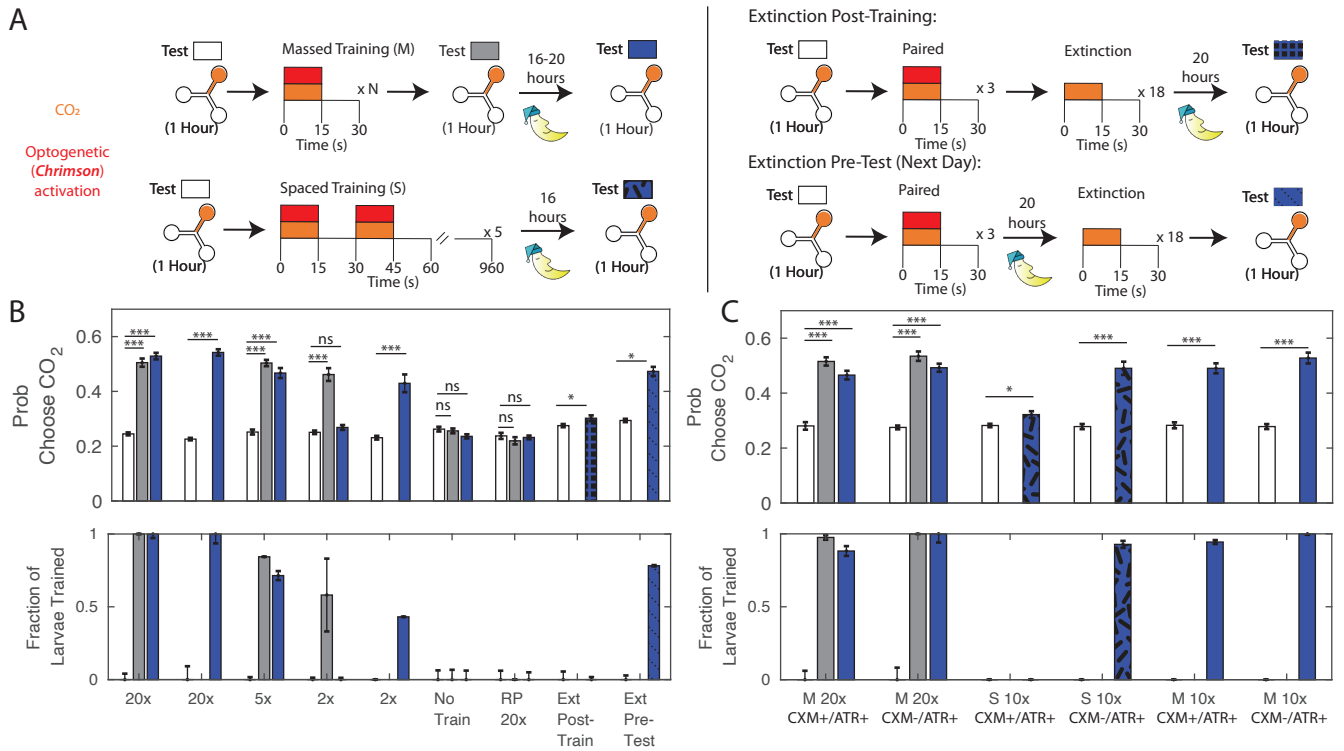 A
CO₂
Optogenetic
(Chrimson)
activation
Test
Massed Training (M)
Test
16-20
hours
Test
x N
(1 Hour)
0 15 30
Time (s)
(1 Hour)
(1 Hour)
Test
Spaced Training (S)
16
hours
Test
x 5
(1 Hour)
0 15 30 45 60 960
Time (s)
(1 Hour)
Extinction Post-Training:
Test
Paired
Extinction
20
hours
Test
x 3
x 18
(1 Hour)
0 15 30
Time (s)
0 15 30
Time (s)
(1 Hour)
Extinction Pre-Test (Next Day):
Test
Paired
20
hours
Extinction
Test
x 3
x 18
(1 Hour)
0 15 30
Time (s)
0 15 30
Time (s)
(1 Hour)
B
Prob
Choose CO₂
0.6
0.4
0.2
0
***
***
***
***
***
ns
***
***
ns
ns
ns
ns
*
*
Fraction of
Larvae Trained
1
0.5
0
20x 20x 5x 2x 2x No Train RP 20x Ext Post-Train Ext Pre-Test
C
Prob
Choose CO₂
0.6
0.4
0.2
0
***
***
***
***
*
***
***
***
Fraction of
Larvae Trained
1
0.5
0
M 20x M 20x S 10x S 10x M 10x M 10x
CXM+/ATR+ CXM-/ATR+ CXM+/ATR+ CXM-/ATR+ CXM+/ATR+ CXM-/ATR+